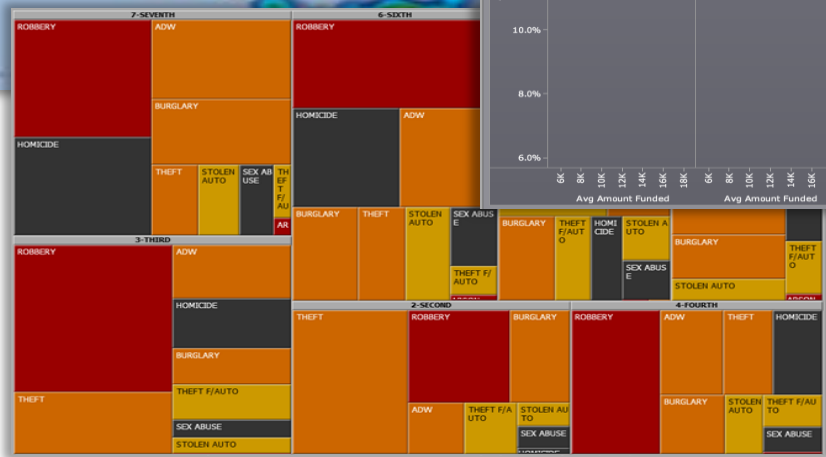 7-SEVENTH
ROBBERY
ADW
BURGLARY
HOMICIDE
THEFT
STOLEN
AUTO
SEX AB
USE
TH
EF
T
F/
AU
AR
6-SIXTH
ROBBERY
HOMICIDE
ADW
BURGLARY
THEFT
STOLEN
AUTO
SEX ABUS
E
THEFT F/
AUTO
10.0%
8.0%
6.0%
6K
8K
10K
12K
14K
16K
18K
6K
8K
10K
12K
14K
16K
Avg Amount Funded
Avg Amount Funded
BURGLARY
THEFT
F/AUT
O
HOMI
CIDE
STOLEN A
UTO
SEX ABUS
E
BURGLARY
STOLEN AUTO
THEFT
F/AUT
O
3-THIRD
ROBBERY
ADW
HOMICIDE
BURGLARY
THEFT F/AUTO
THEFT
SEX ABUSE
STOLEN AUTO
2-SECOND
THEFT
ROBBERY
BURGLARY
ADW
THEFT F/A
UTO
STOLEN AU
TO
SEX ABUSE
4-FOURTH
ROBBERY
ADW
THEFT
HOMICIDE
BURGLARY
STOLEN
AUTO
THEFT F/AU
TO
SEX ABUSE